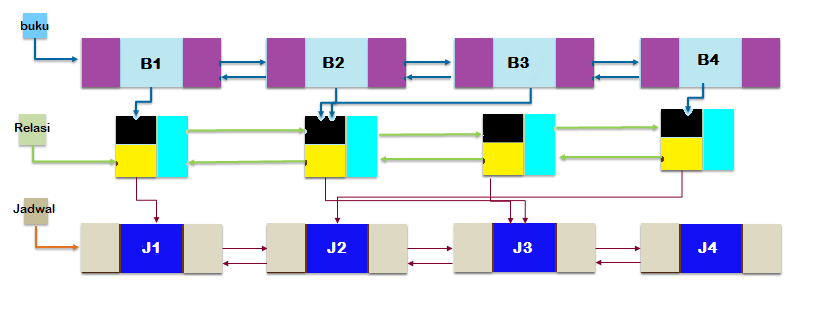 buku
B1
B2
B3
B4
Relasi
Jadwal
J1
J2
J3
J4